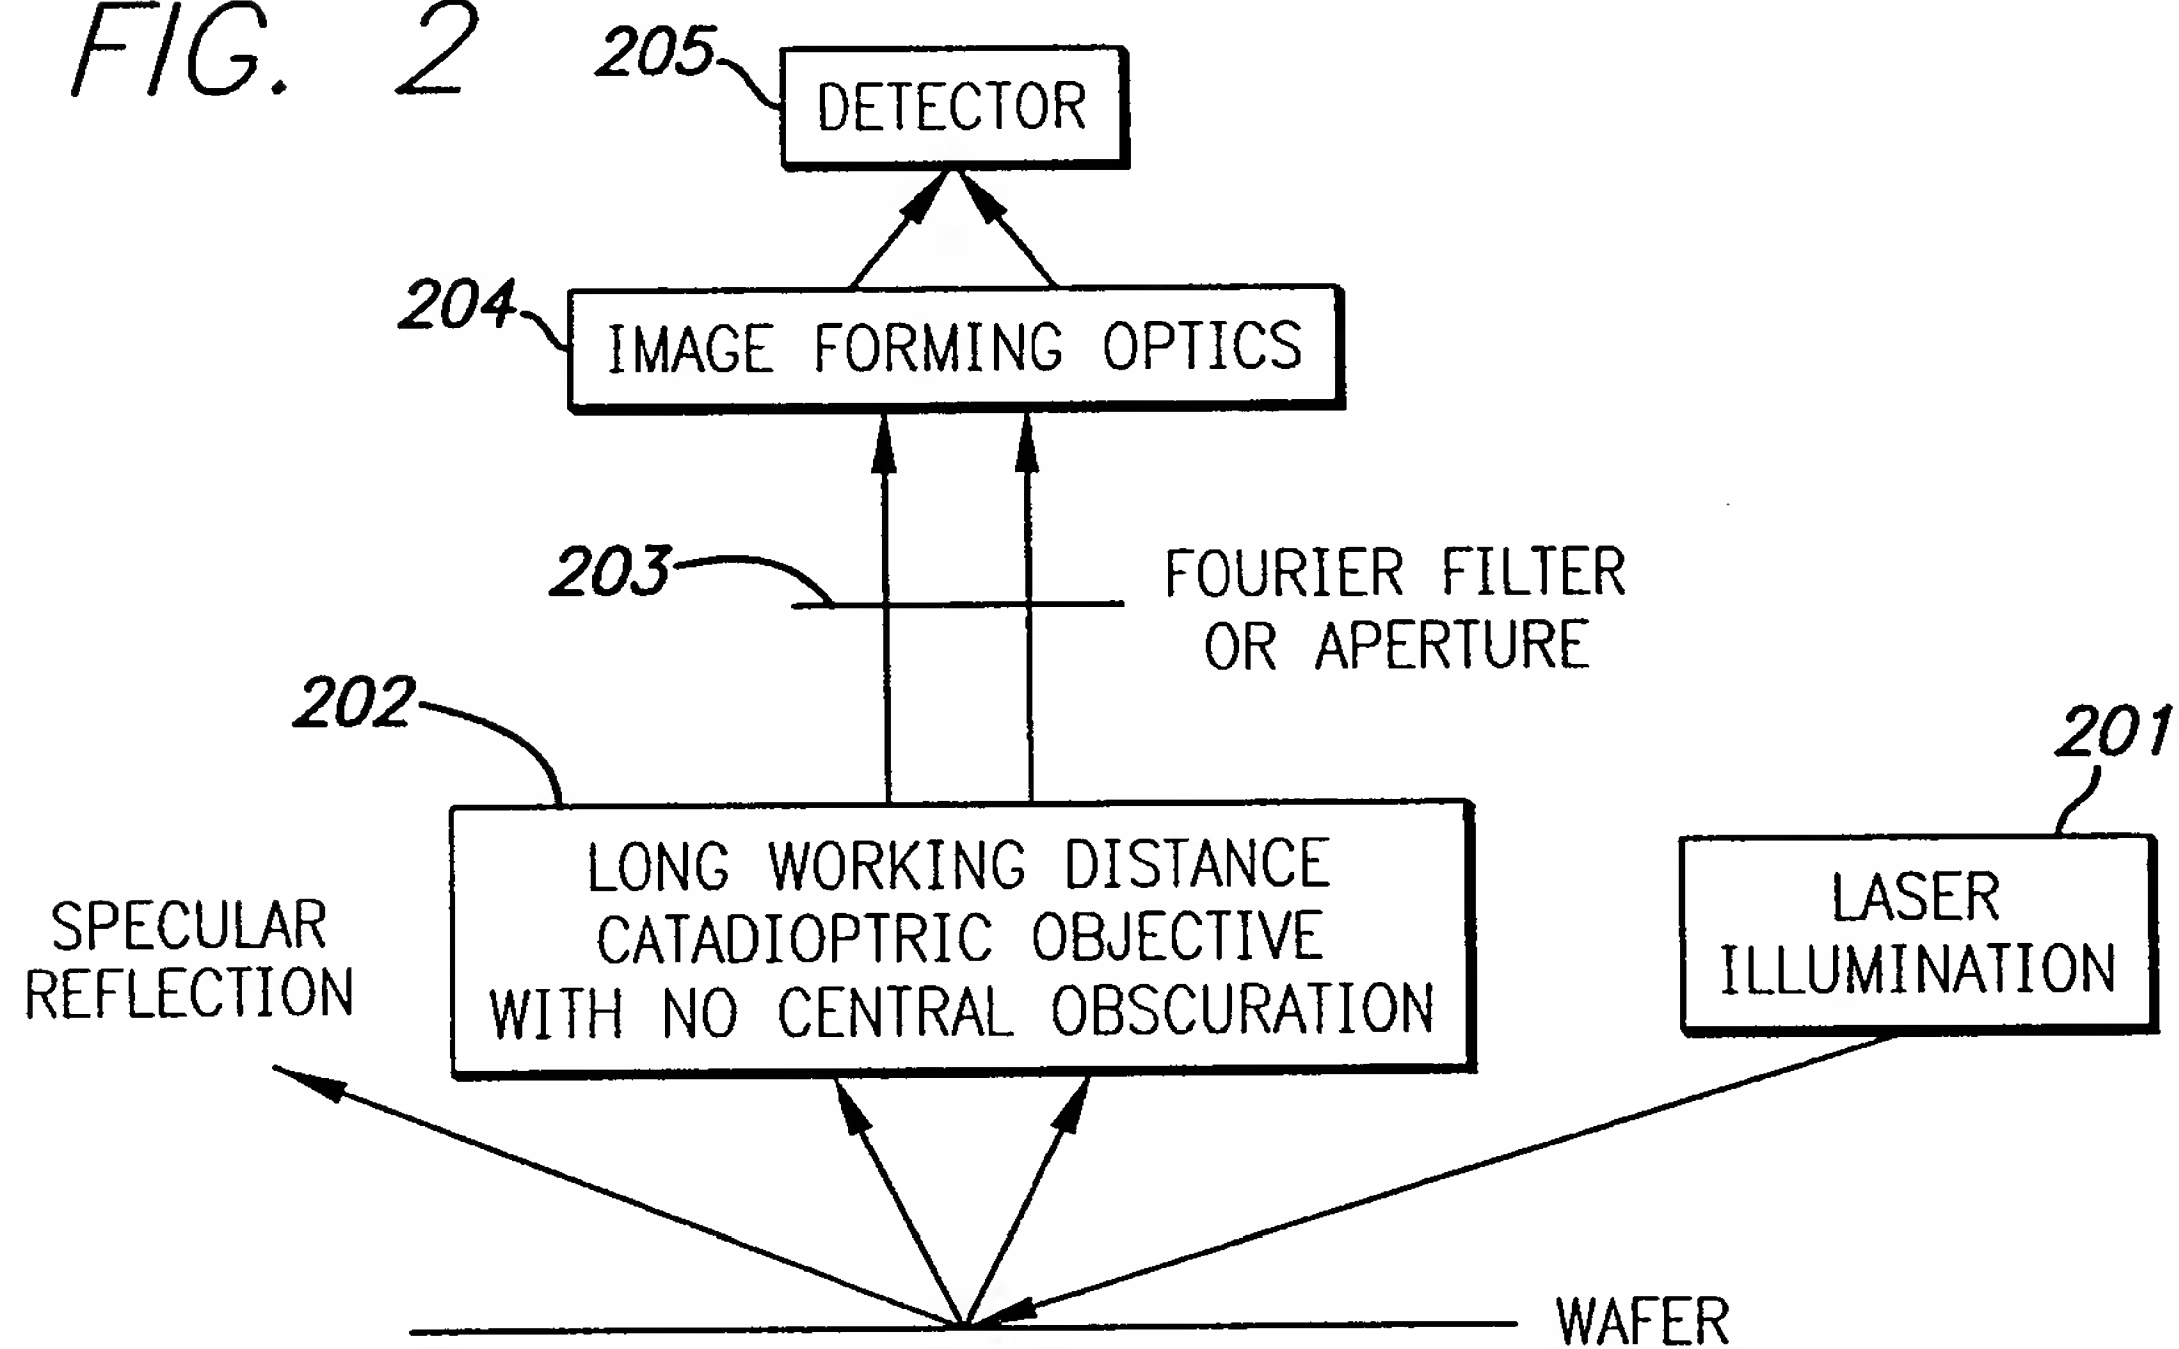 FIG. 2
205
DETECTOR
204
IMAGE FORMING OPTICS
203
FOURIER FILTER
OR APERTURE
202
201
LONG WORKING DISTANCE
CATADIOPTRIC OBJECTIVE
WITH NO CENTRAL OBSCURATION
LASER
ILLUMINATION
SPECULAR
REFLECTION
WAFER